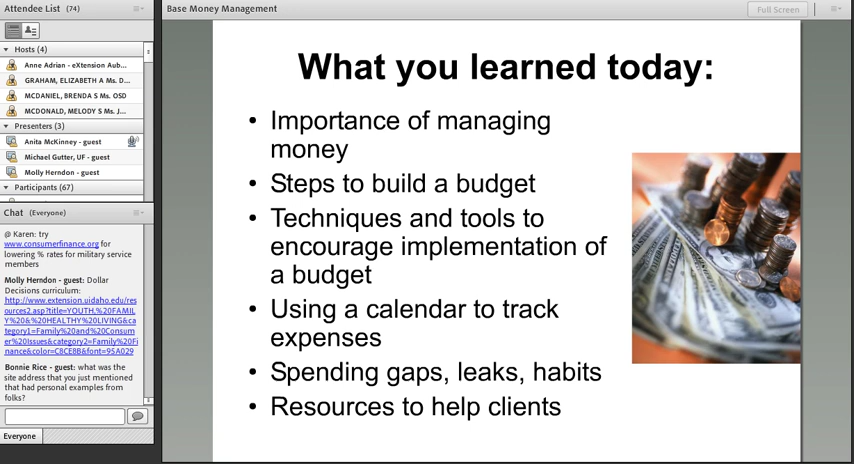 Attendee List (74)
Hosts (4)
Anne Adrian - eXtension Aub...
GRAHAM, ELIZABETH A Ms. D...
MCDANIEL, BRENDA S Ms. OSD
MCDONALD, MELODY S Ms. J...
Presenters (3)
Anita McKinney - guest
Michael Gutter, UF - guest
Molly Herndon - guest
Participants (67)
Chat (Everyone)
@ Karen: try
www.consumerfinance.org for
lowering % rates for military service
members
Molly Herndon - guest: Dollar
Decisions curriculum:
http://www.extension.uidaho.edu/res
ources2.asp?title=YOUTH,%20FAMIL
Y%20&%20HEALTHY%20LIVING&ca
tegory1=Family%20and%20Consum
er%20Issues&category2=Family%20Fi
nance&color=C8CE8B&font=95A029
Bonnie Rice - guest: what was the
site address that you just mentioned
that had personal examples from
folks?
Everyone
Base Money Management
Full Screen
What you learned today:
• Importance of managing
money
• Steps to build a budget
• Techniques and tools to
encourage implementation of
a budget
• Using a calendar to track
expenses
• Spending gaps, leaks, habits
• Resources to help clients